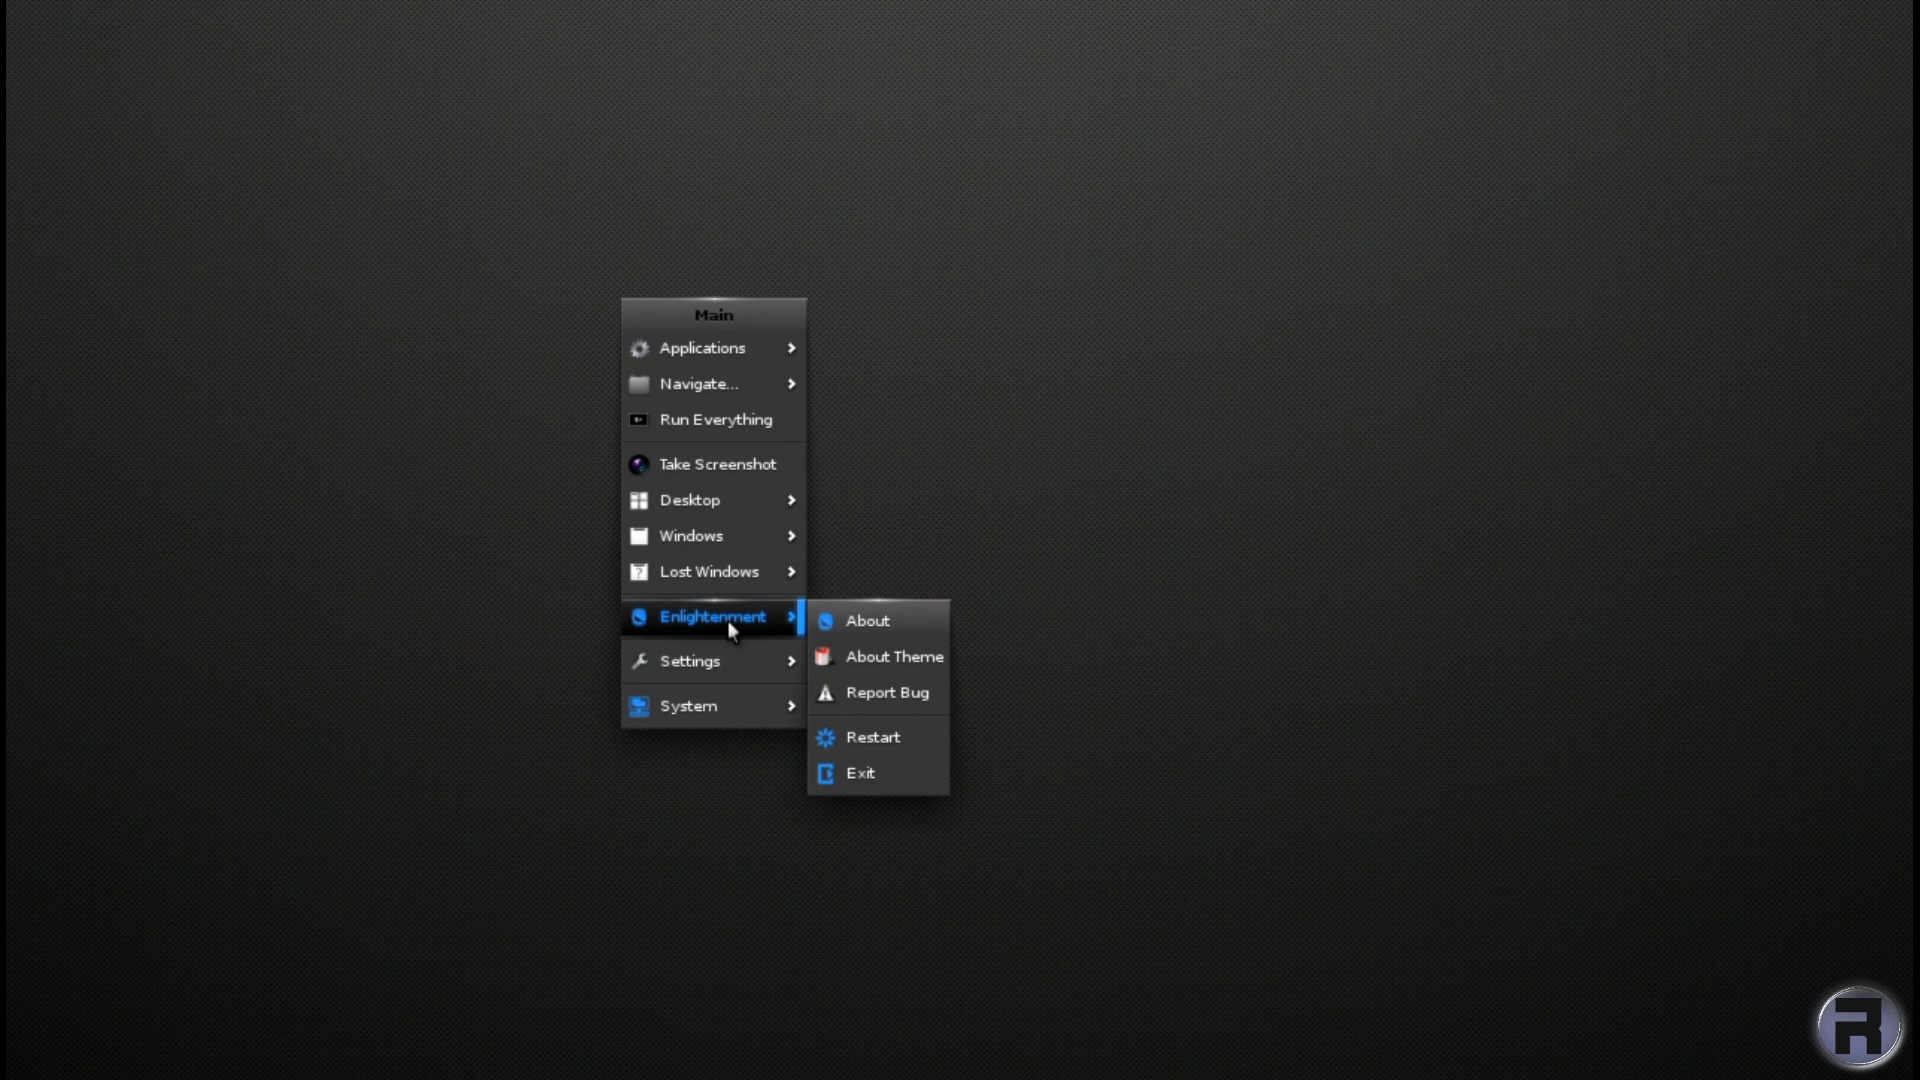 Main
Applications
Navigate...
Run Everything
Take Screenshot
Desktop
Windows
Lost Windows
Enlightenment
Settings
System
About
About Theme
Report Bug
Restart
Exit
R